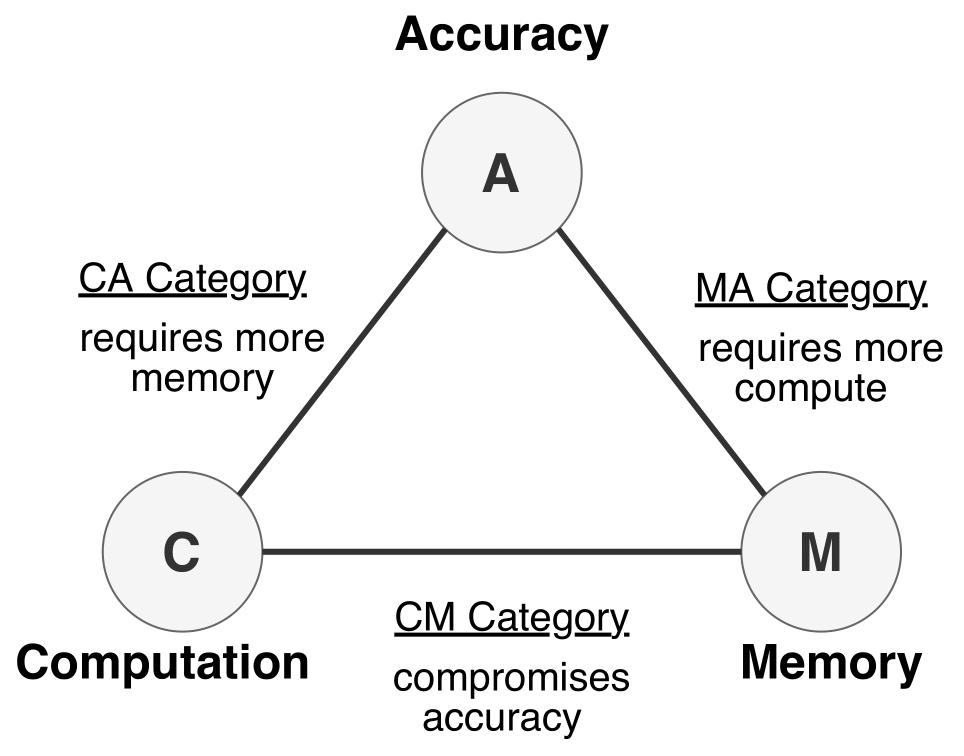 Accuracy
A
CA Category
requires more
memory
MA Category
requires more
compute
C
M
Computation
CM Category
compromises
accuracy
Memory